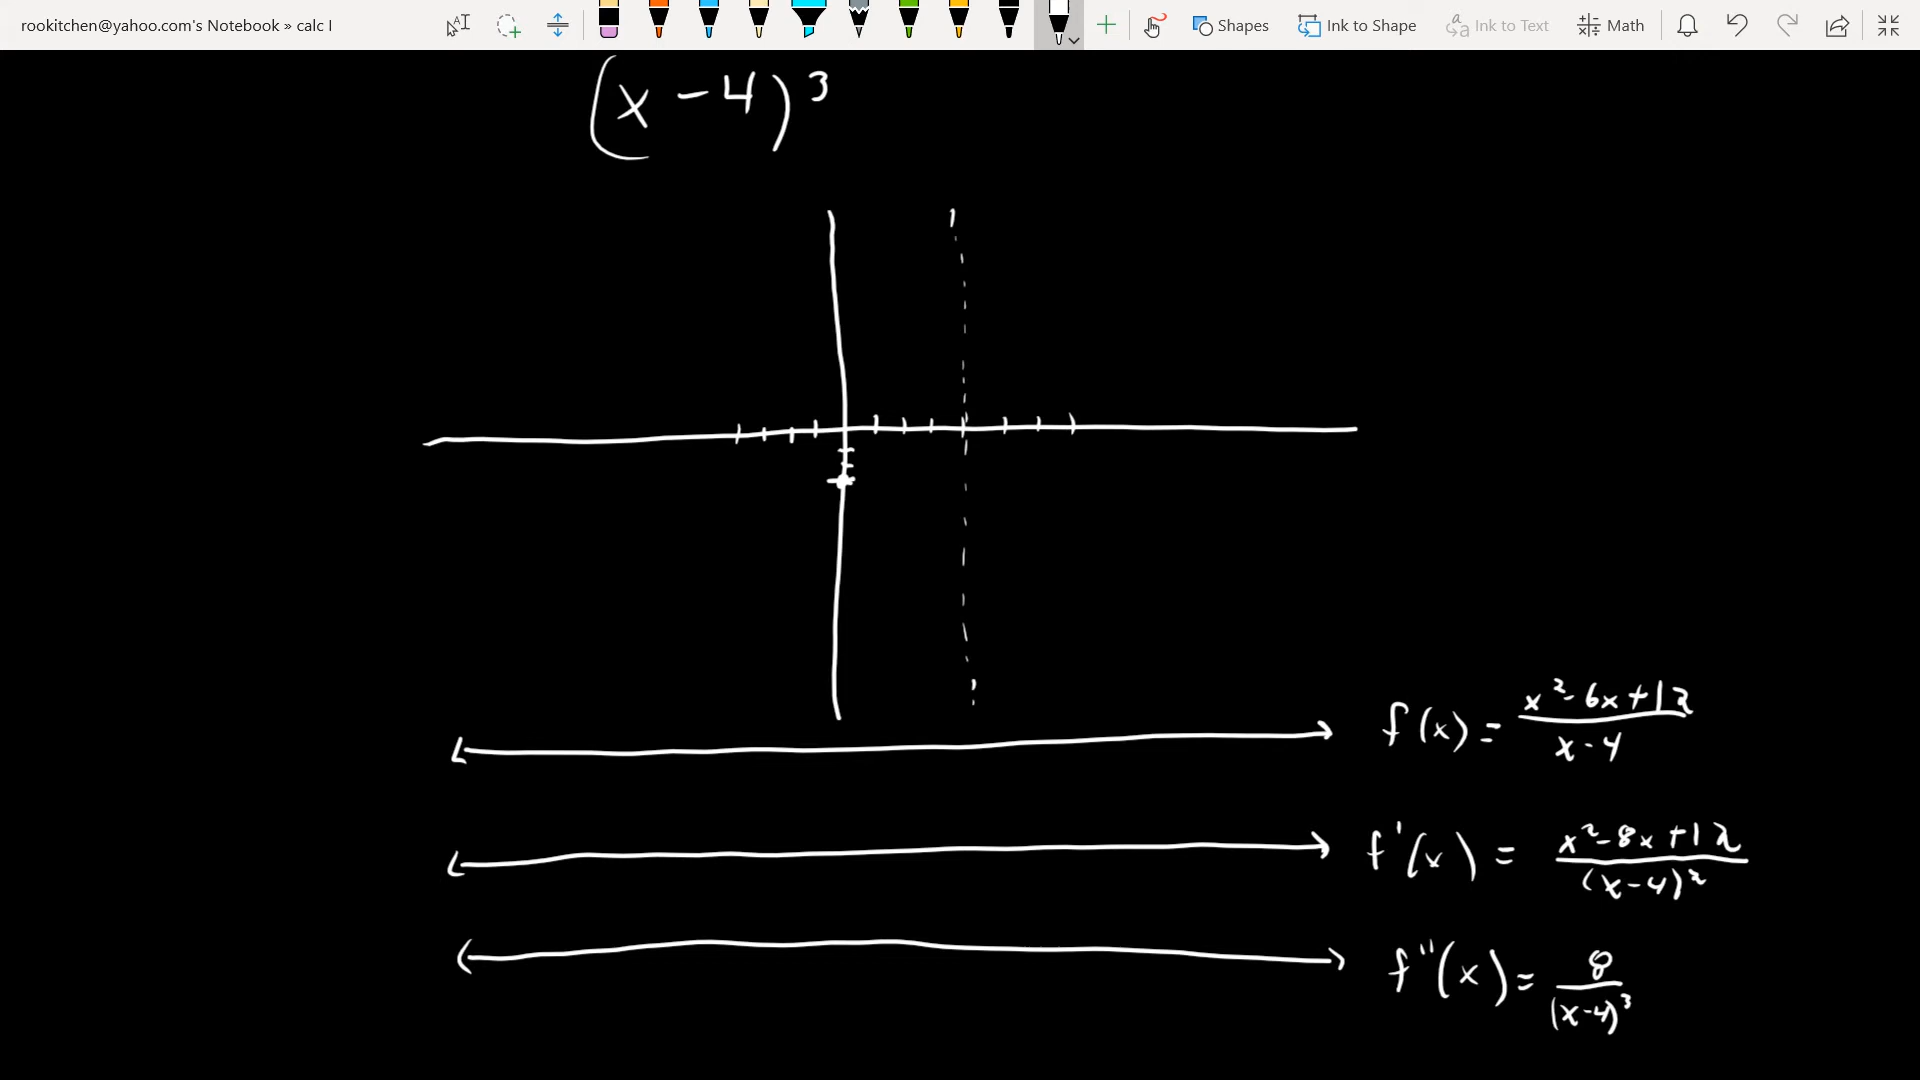 rookitchen@yahoo.com's Notebook » calc I
Shapes
Ink to Shape
Ink to Text
Math
(x - 4)³
f(x) = (x² - 6x + 12)/(x - 4)
f'(x) = (x² - 8x + 12)/(x - 4)²
f''(x) = 8/(x - 4)³